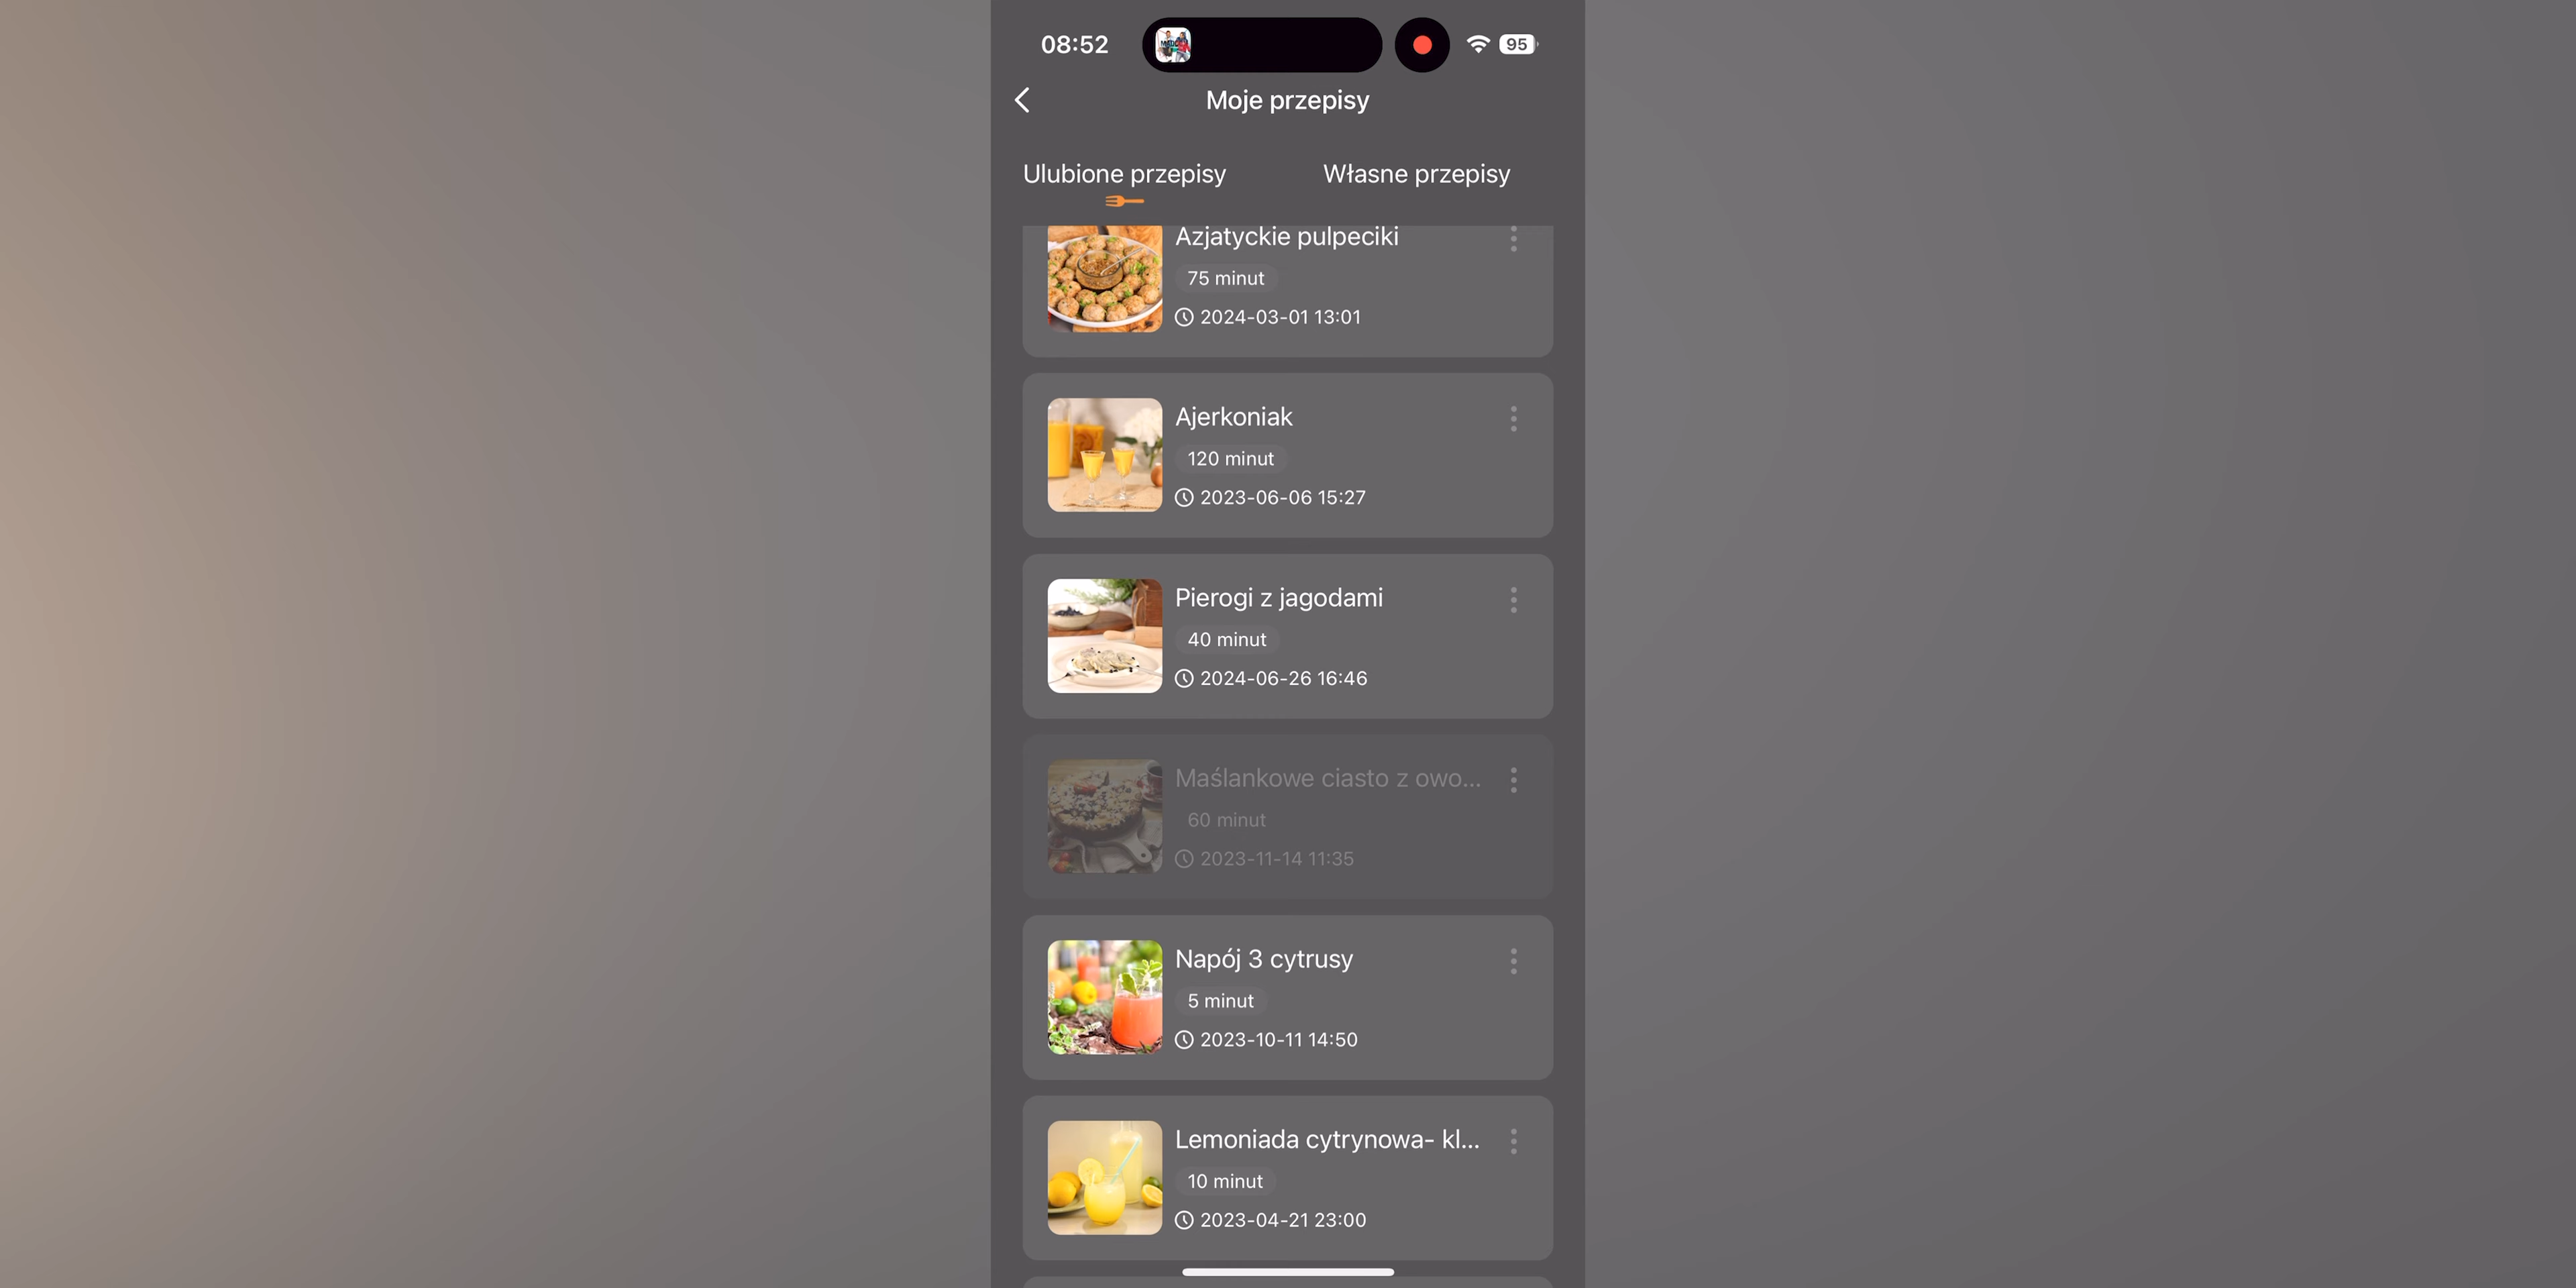 08:52
95
Moje przepisy
Ulubione przepisy
Własne przepisy
Azjatyckie pulpeciki
75 minut
2024-03-01 13:01
Ajerkoniak
120 minut
2023-06-06 15:27
Pierogi z jagodami
40 minut
2024-06-26 16:46
Maślankowe ciasto z owo...
60 minut
2023-11-14 11:35
Napój 3 cytrusy
5 minut
2023-10-11 14:50
Lemoniada cytrynowa- kl...
10 minut
2023-04-21 23:00